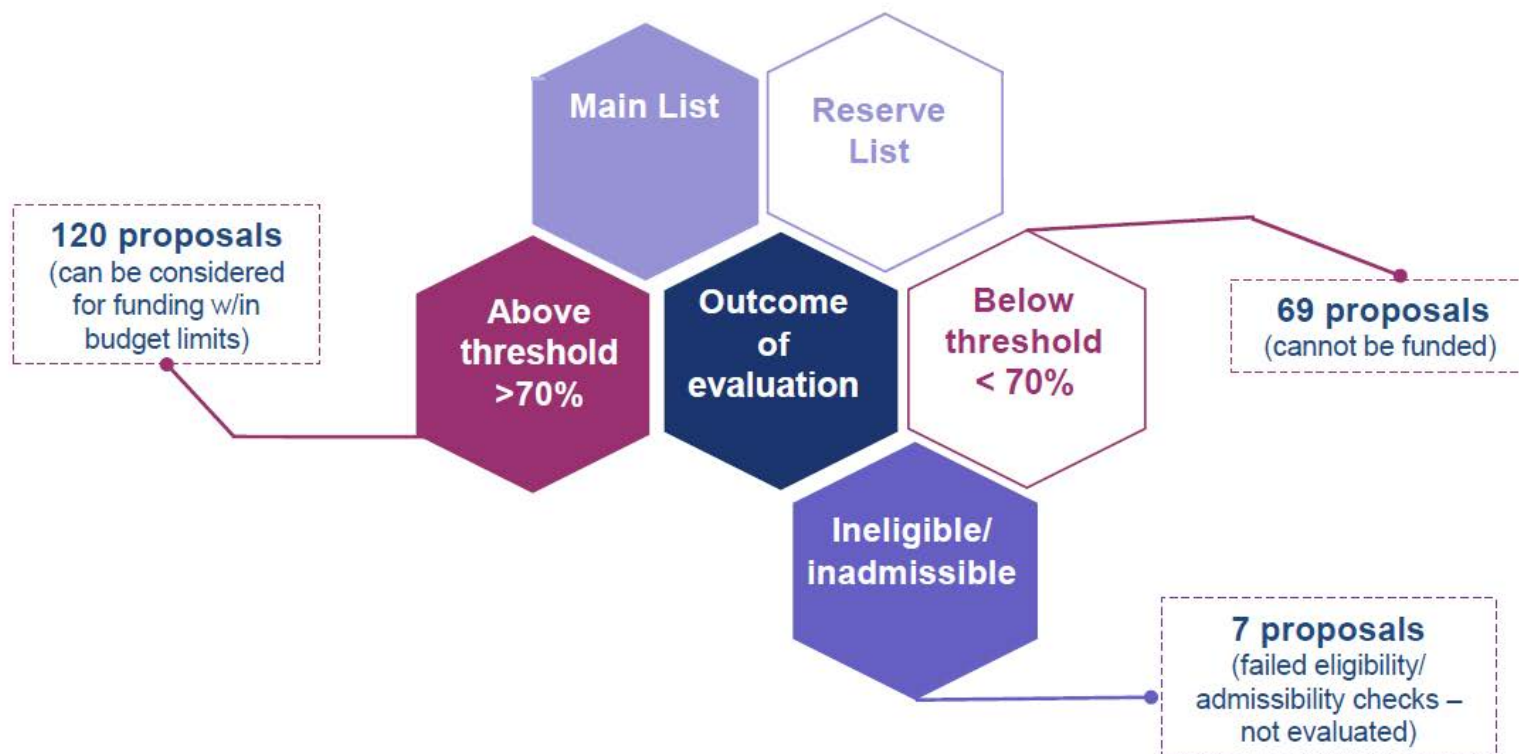 Main List
Reserve
List
120 proposals
(can be considered
for funding w/in
budget limits)
Above
threshold
>70%
Outcome
of
evaluation
Below
threshold
< 70%
69 proposals
(cannot be funded)
Ineligible/
inadmissible
7 proposals
(failed eligibility/
admissibility checks –
not evaluated)